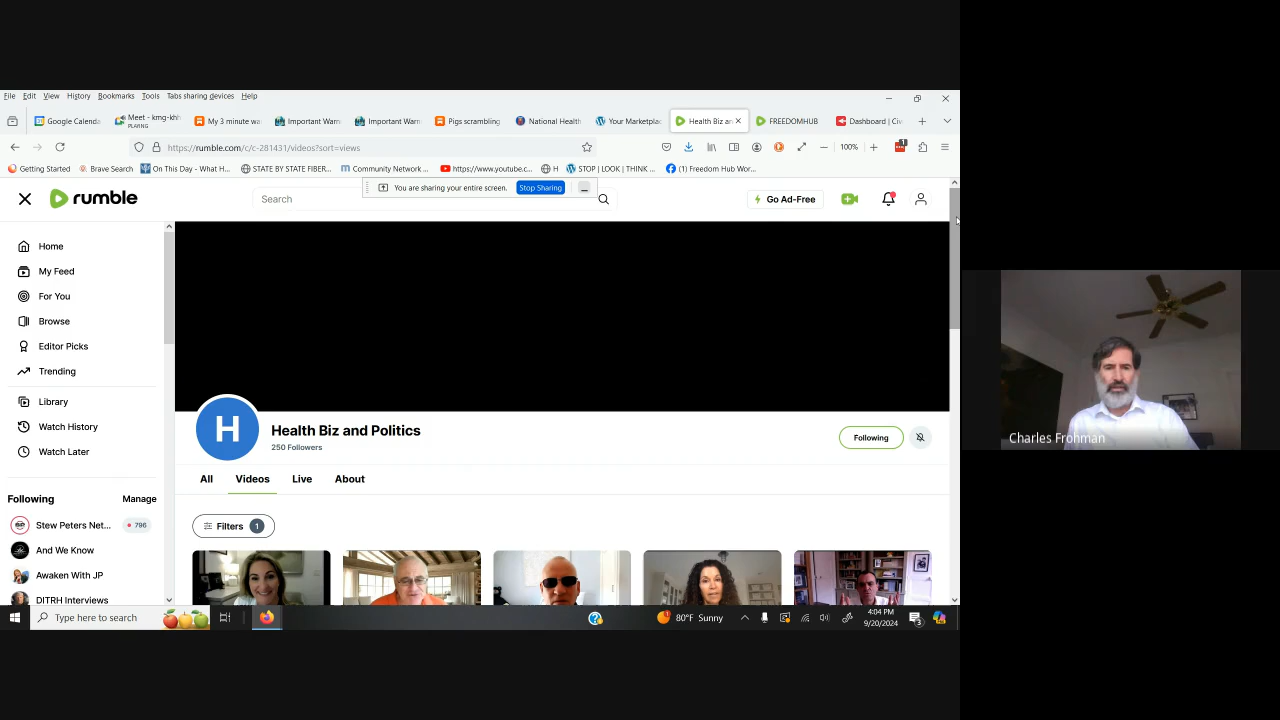 File Edit View History Bookmarks Tools Tabs sharing devices Help
Google Calenda
Meet - kmg-khh
PLAYING
My 3 minute wa
Important Warn
Important Warn
Pigs scrambling
National Health
Your Marketplac
Health Biz an
FREEDOMHUB
Dashboard | Civ
https://rumble.com/c/c-281431/videos?sort=views
100%
1
Getting Started
Brave Search
On This Day - What H...
STATE BY STATE FIBER...
Community Network ...
https://www.youtube.c...
H
STOP | LOOK | THINK ...
(1) Freedom Hub Wor...
You are sharing your entire screen.
Stop Sharing
rumble
Search
Go Ad-Free
Home
My Feed
For You
Browse
Editor Picks
Trending
Library
Watch History
Watch Later
Following Manage
Stew Peters Net... 796
And We Know
Awaken With JP
DITRH Interviews
H
Health Biz and Politics
250 Followers
Following
All Videos Live About
Filters 1
Charles Frohman
Type here to search
80°F Sunny
4:04 PM
9/20/2024
3